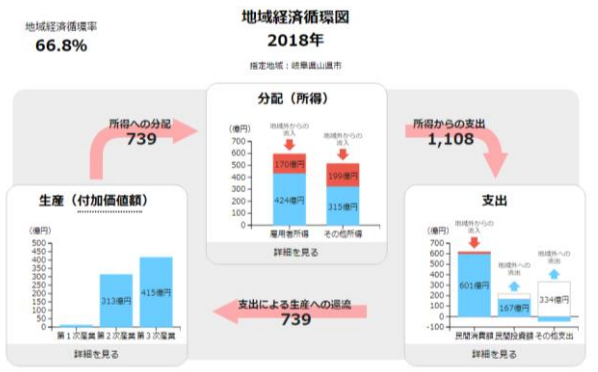 地域経済循環図
2018年
地域経済循環率
66.8%
指定地域：岐阜県山県市
所得への分配
739
分配（所得）
（億円）
地域外からの
流入
地域外からの
流入
700
600
500
400
300
200
100
0
170億円
424億円
199億円
315億円
雇用者所得
その他所得
詳細を見る
所得からの支出
1,108
生産（付加価値額）
（億円）
500
450
400
350
300
250
200
150
100
50
0
313億円
415億円
第１次産業
第２次産業
第３次産業
詳細を見る
支出による生産への還流
739
支出
（億円）
地域外からの
流入
地域外への
流出
地域外への
流出
700
600
500
400
300
200
100
0
-100
601億円
167億円
334億円
民間消費額
民間投資額
その他支出
詳細を見る